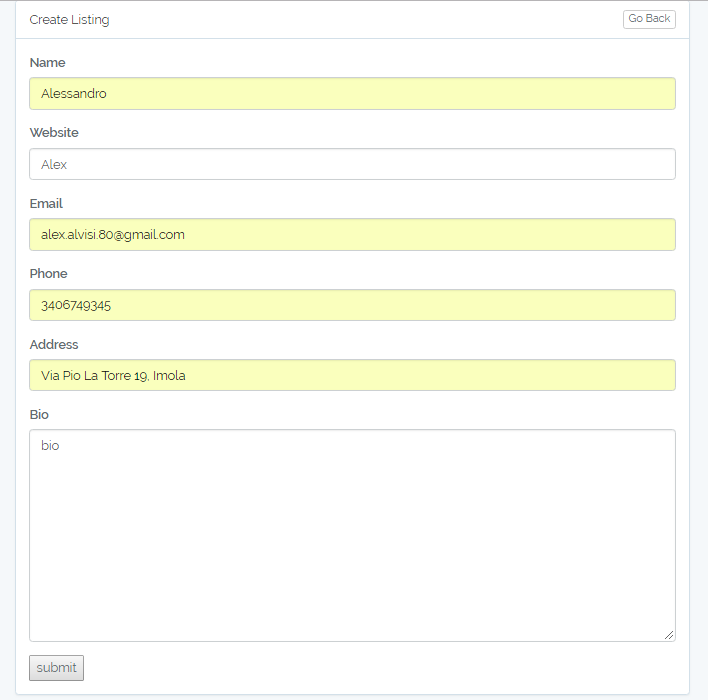 Create Listing
Go Back
Name
Alessandro
Website
Alex
Email
alex.alvisi.80@gmail.com
Phone
3406749345
Address
Via Pio La Torre 19, Imola
Bio
bio
submit